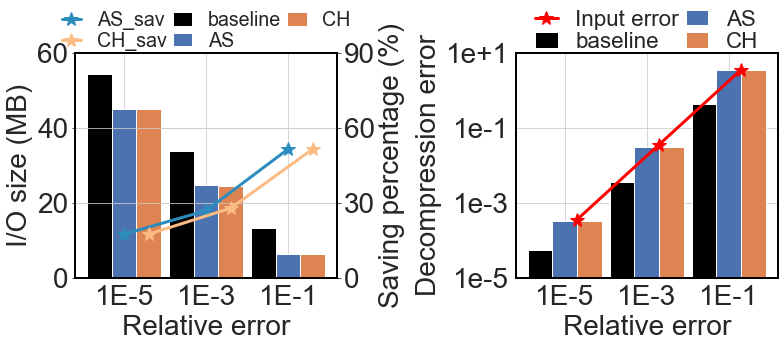 AS_sav baseline CH
CH_sav AS
60
40
20
0
I/O size (MB)
90
60
30
0
Saving percentage (%)
1E-5 1E-3 1E-1
Relative error
Input error AS
baseline CH
1e+1
1e-1
1e-3
1e-5
Decompression error
1E-5 1E-3 1E-1
Relative error